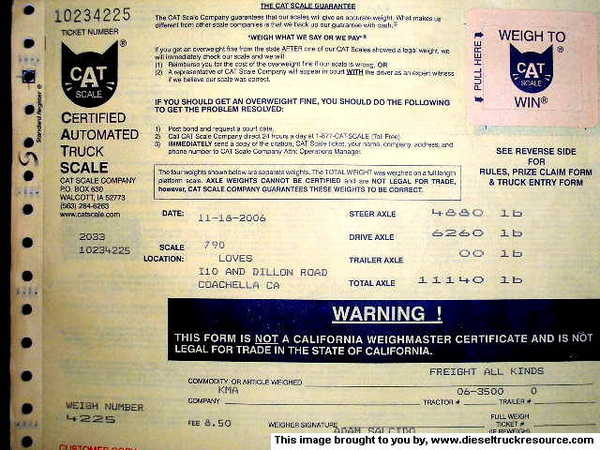 THE CAT SCALE GUARANTEE
The CAT Scale Company guarantees that our scales will give an accurate weight. What makes us
different from other scale companies is that we back up our guarantee with cash.
"WEIGH WHAT WE SAY OR WE PAY"®
If you get an overweight fine from the state AFTER one of our CAT Scales showed a legal weight, we
will immediately check our scale and we will
(1) Reimburse you for the cost of the overweight fine if our scale is wrong, OR
(2) A representative of CAT Scale Company will appear in court WITH the driver as an expert witness
if we believe our scale was correct.
IF YOU SHOULD GET AN OVERWEIGHT FINE, YOU SHOULD DO THE FOLLOWING
TO GET THE PROBLEM RESOLVED:
1) Post bond and request a court date.
2) Call CAT Scale Company direct 24 hours a day at 1-877-CAT-SCALE (Toll Free)
3) IMMEDIATELY send a copy of the citation, CAT Scale ticket, your name, company, address, and
phone number to CAT Scale Company Attn: Operations Manager.
The four weights shown below are separate weights. The TOTAL WEIGHT was weighed on a full length
platform scale. AXLE WEIGHTS CANNOT BE CERTIFIED and are NOT LEGAL FOR TRADE,
however, CAT SCALE COMPANY GUARANTEES THESE WEIGHTS TO BE CORRECT.
10234225
TICKET NUMBER
CAT
SCALE
®
CERTIFIED
AUTOMATED
TRUCK
SCALE
CAT SCALE COMPANY
P.O. BOX 630
WALCOTT, IA 52773
(563) 284-6263
www.catscale.com
2033
10234225
Standard Register ®
PULL HERE
WEIGH TO
CAT
SCALE
WIN®
SEE REVERSE SIDE
FOR
RULES, PRIZE CLAIM FORM
& TRUCK ENTRY FORM
DATE: 11-18-2006
SCALE 790
LOCATION: LOVES
I10 AND DILLON ROAD
COACHELLA CA
STEER AXLE 4880 lb
DRIVE AXLE 6260 lb
TRAILER AXLE 00 lb
TOTAL AXLE 11140 lb
WARNING !
THIS FORM IS NOT A CALIFORNIA WEIGHMASTER CERTIFICATE AND IS NOT
LEGAL FOR TRADE IN THE STATE OF CALIFORNIA.
FREIGHT ALL KINDS
COMMODITY OR ARTICLE WEIGHED
KMA 06-3500 0
COMPANY TRACTOR # TRAILER #
WEIGH NUMBER
4225
FEE 8.50 WEIGHER SIGNATURE
FULL WEIGH
TICKET #
(IF REWEIGH)
ADAM SALCIDO
CUSTOMER COPY
This image brought to you by, www.dieseltruckresource.com